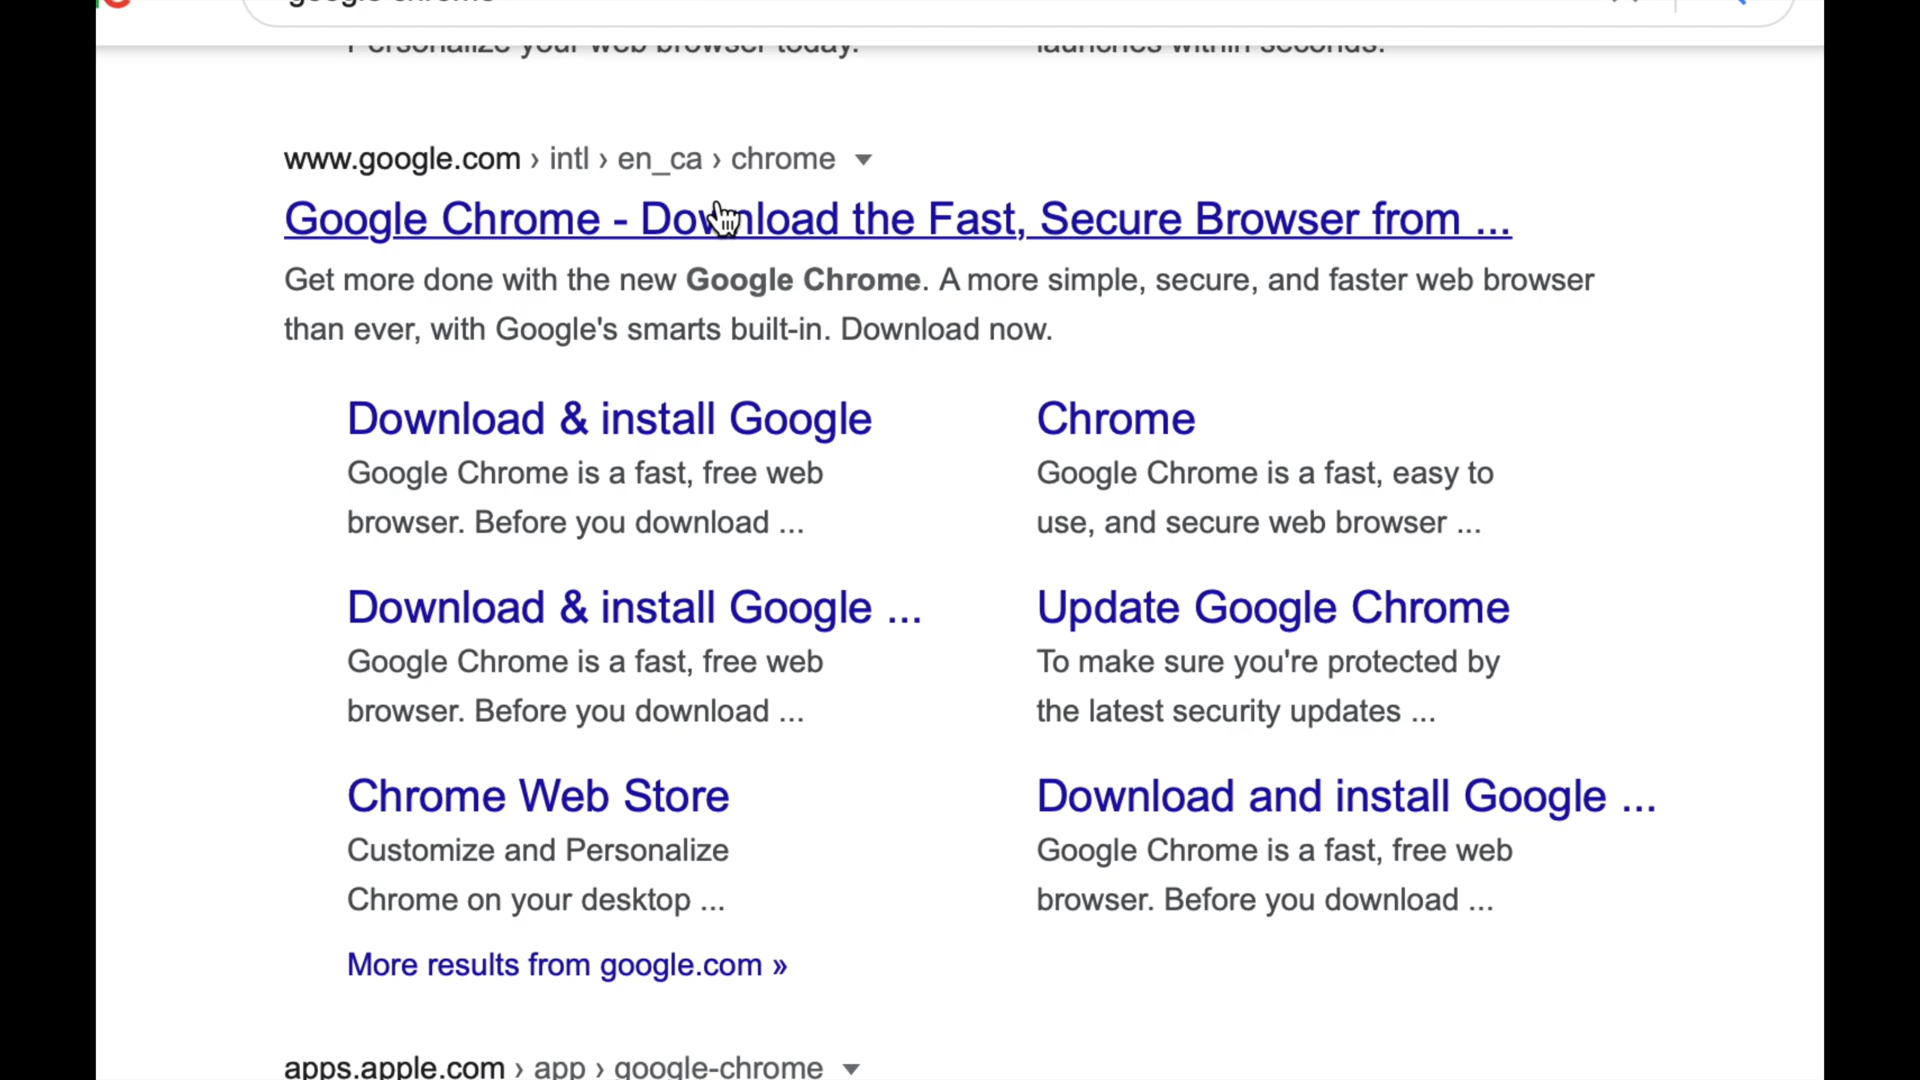 google chrome
Personalize your web browser today.
launches within seconds.
www.google.com › intl › en_ca › chrome
Google Chrome - Download the Fast, Secure Browser from ...
Get more done with the new Google Chrome. A more simple, secure, and faster web browser
than ever, with Google's smarts built-in. Download now.
Download & install Google
Google Chrome is a fast, free web
browser. Before you download ...
Chrome
Google Chrome is a fast, easy to
use, and secure web browser ...
Download & install Google ...
Google Chrome is a fast, free web
browser. Before you download ...
Update Google Chrome
To make sure you're protected by
the latest security updates ...
Chrome Web Store
Customize and Personalize
Chrome on your desktop ...
Download and install Google ...
Google Chrome is a fast, free web
browser. Before you download ...
More results from google.com »
apps.apple.com › app › google-chrome